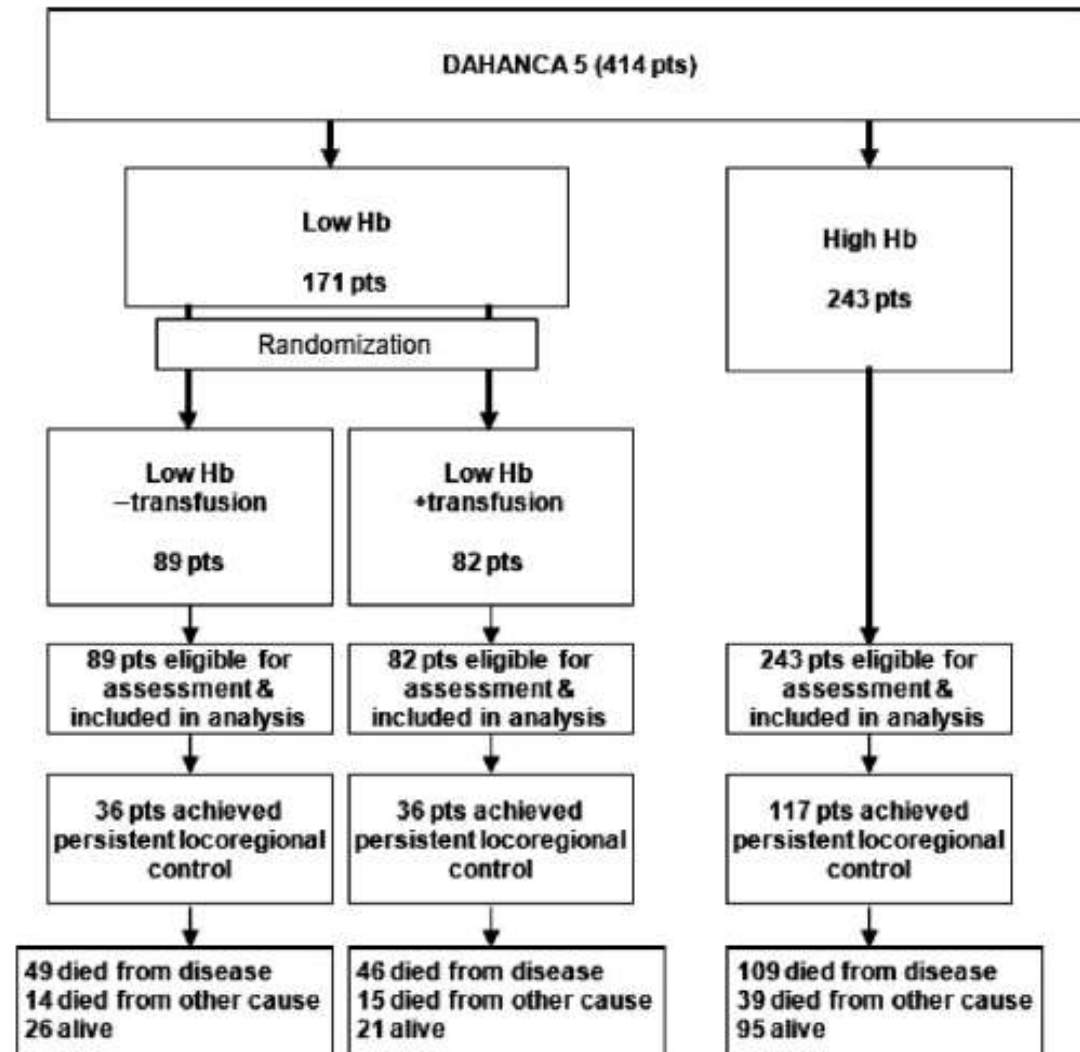 DAHANCA 5 (414 pts)
Low Hb
171 pts
High Hb
243 pts
Randomization
Low Hb
–transfusion
89 pts
Low Hb
+transfusion
82 pts
89 pts eligible for
assessment &
included in analysis
82 pts eligible for
assessment &
included in analysis
243 pts eligible for
assessment &
included in analysis
36 pts achieved
persistent locoregional
control
36 pts achieved
persistent locoregional
control
117 pts achieved
persistent locoregional
control
49 died from disease
14 died from other cause
26 alive
46 died from disease
15 died from other cause
21 alive
109 died from disease
39 died from other cause
95 alive